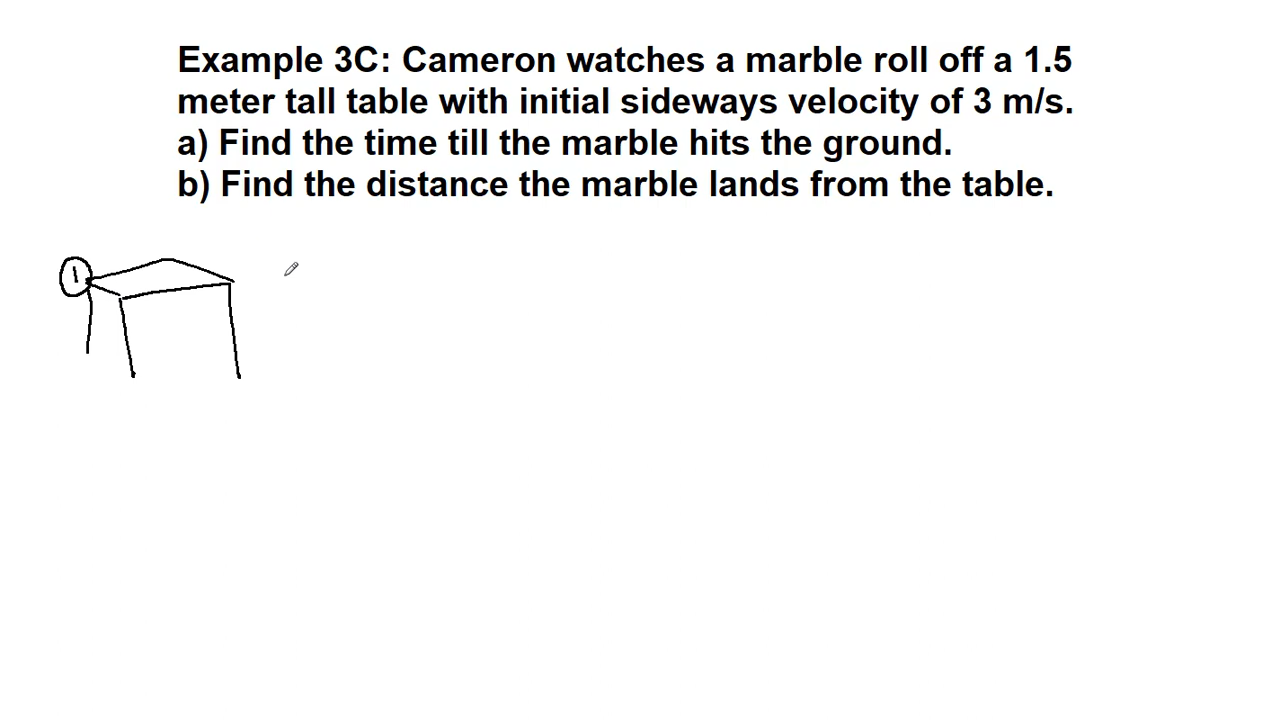 Example 3C: Cameron watches a marble roll off a 1.5
meter tall table with initial sideways velocity of 3 m/s.
a) Find the time till the marble hits the ground.
b) Find the distance the marble lands from the table.
1